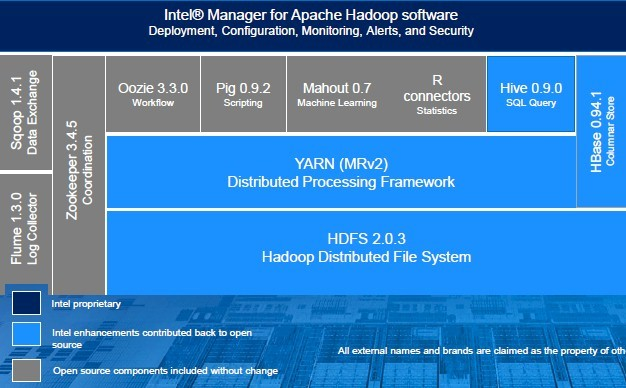 Intel® Manager for Apache Hadoop software
Deployment, Configuration, Monitoring, Alerts, and Security
Sqoop 1.4.1
Data Exchange
Flume 1.3.0
Log Collector
Zookeeper 3.4.5
Coordination
Oozie 3.3.0
Workflow
Pig 0.9.2
Scripting
Mahout 0.7
Machine Learning
R
connectors
Statistics
Hive 0.9.0
SQL Query
HBase 0.94.1
Columnar Store
YARN (MRv2)
Distributed Processing Framework
HDFS 2.0.3
Hadoop Distributed File System
Intel proprietary
Intel enhancements contributed back to open
source
Open source components included without change
All external names and brands are claimed as the property of oth